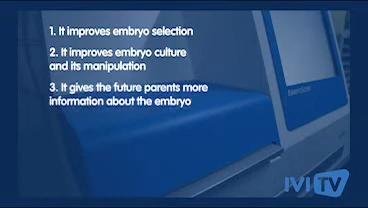 1. It improves embryo selection
2. It improves embryo culture
and its manipulation
3. It gives the future parents more
information about the embryo
EmbryoScope
IVI TV